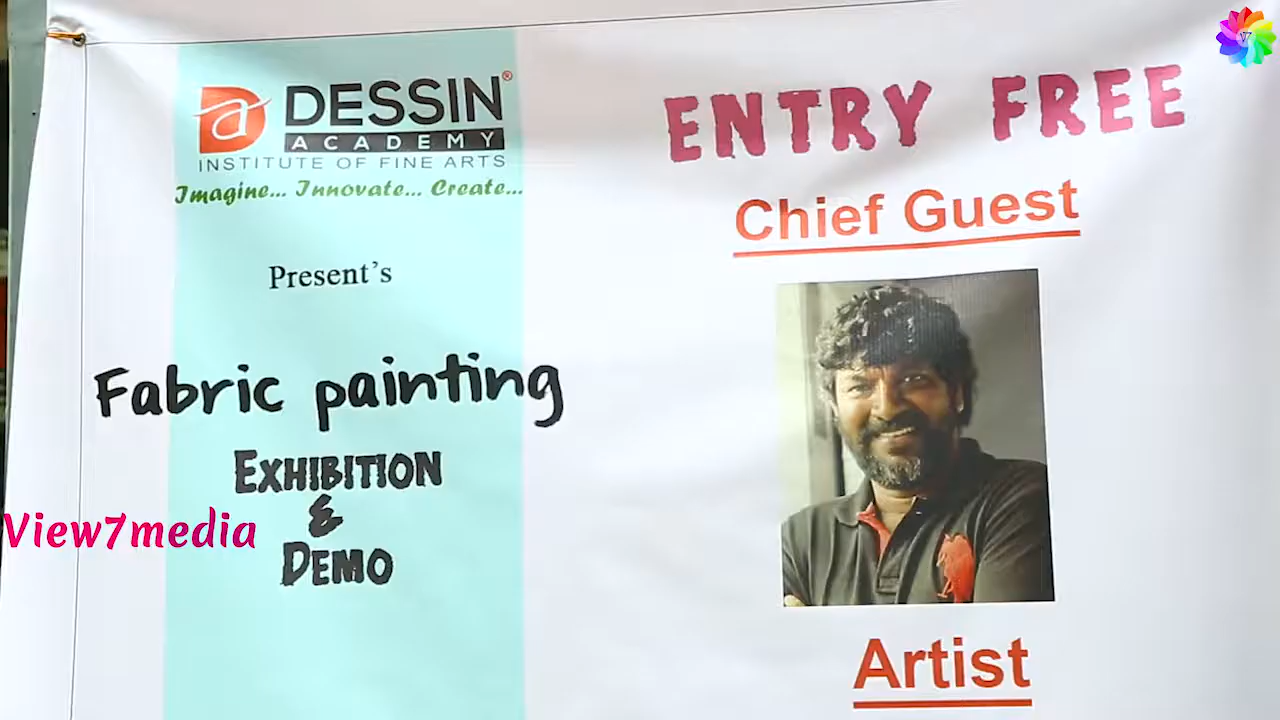 DESSIN®
ACADEMY
INSTITUTE OF FINE ARTS
Imagine... Innovate... Create...
Present's
Fabric painting
EXHIBITION
&
DEMO
View7media
ENTRY FREE
Chief Guest
Artist